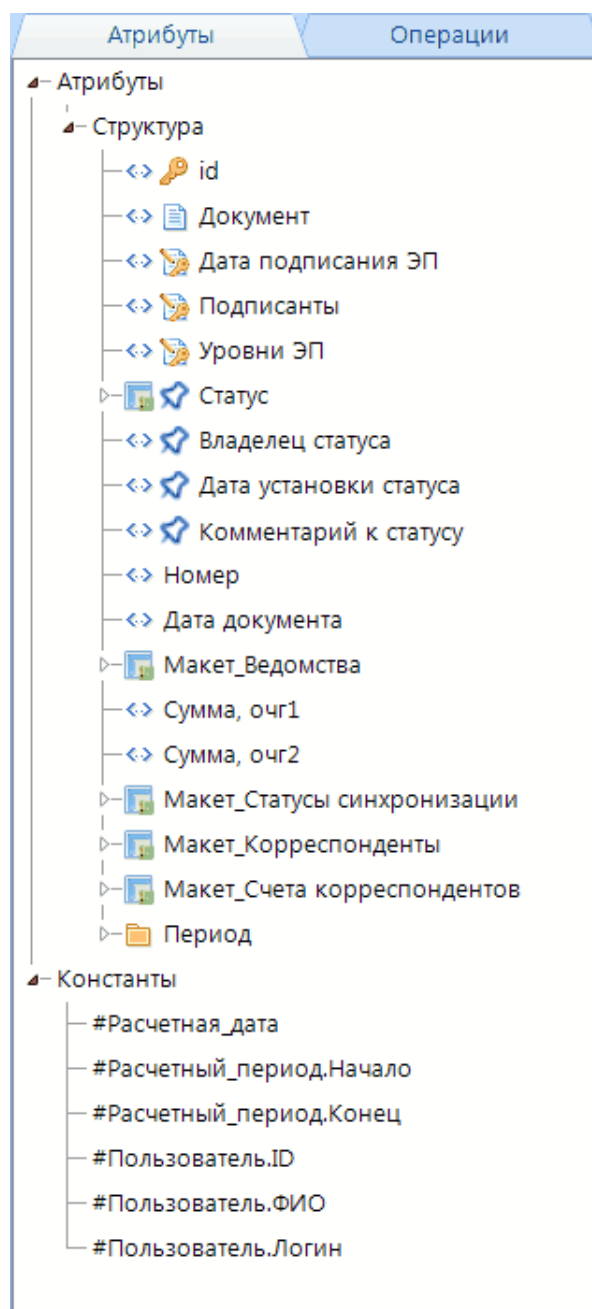 Атрибуты Операции
Атрибуты
Структура
id
Документ
Дата подписания ЭП
Подписанты
Уровни ЭП
Статус
Владелец статуса
Дата установки статуса
Комментарий к статусу
Номер
Дата документа
Макет_Ведомства
Сумма, очг1
Сумма, очг2
Макет_Статусы синхронизации
Макет_Корреспонденты
Макет_Счета корреспондентов
Период
Константы
#Расчетная_дата
#Расчетный_период.Начало
#Расчетный_период.Конец
#Пользователь.ID
#Пользователь.ФИО
#Пользователь.Логин